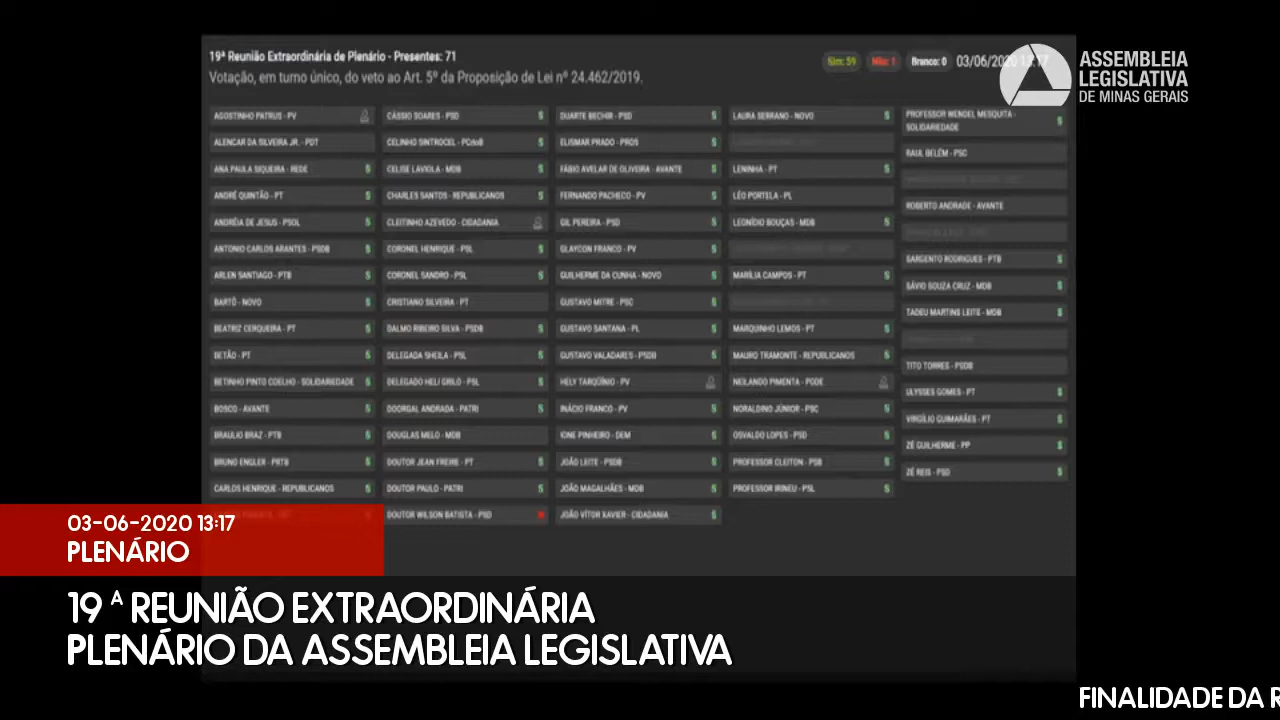 19ª Reunião Extraordinária de Plenário - Presentes: 71
Sim: 59 Não: 1 Branco: 0 03/06/2020 13:17
Votação, em turno único, do veto ao Art. 5º da Proposição de Lei nº 24.462/2019.
ASSEMBLEIA
LEGISLATIVA
DE MINAS GERAIS
AGOSTINHO PATRUS - PV
ALENCAR DA SILVEIRA JR. - PDT
ANA PAULA SIQUEIRA - REDE S
ANDRÉ QUINTÃO - PT S
ANDRÉIA DE JESUS - PSOL S
ANTONIO CARLOS ARANTES - PSDB S
ARLEN SANTIAGO - PTB S
BARTÔ - NOVO S
BEATRIZ CERQUEIRA - PT S
BETÃO - PT S
BETINHO PINTO COELHO - SOLIDARIEDADE S
BOSCO - AVANTE S
BRAULIO BRAZ - PTB S
BRUNO ENGLER - PRTB S
CARLOS HENRIQUE - REPUBLICANOS S
CÁSSIO SOARES - PSD S
CELINHO SINTROCEL - PCdoB S
CELISE LAVIOLA - MDB S
CHARLES SANTOS - REPUBLICANOS S
CLEITINHO AZEVEDO - CIDADANIA
CORONEL HENRIQUE - PSL S
CORONEL SANDRO - PSL S
CRISTIANO SILVEIRA - PT
DALMO RIBEIRO SILVA - PSDB S
DELEGADA SHEILA - PSL S
DELEGADO HELI GRILO - PSL S
DOORGAL ANDRADA - PATRI S
DOUGLAS MELO - MDB
DOUTOR JEAN FREIRE - PT S
DOUTOR PAULO - PATRI S
DOUTOR WILSON BATISTA - PSD
DUARTE BECHIR - PSD S
ELISMAR PRADO - PROS S
FÁBIO AVELAR DE OLIVEIRA - AVANTE S
FERNANDO PACHECO - PV S
GIL PEREIRA - PSD S
GLAYCON FRANCO - PV S
GUILHERME DA CUNHA - NOVO S
GUSTAVO MITRE - PSC S
GUSTAVO SANTANA - PL S
GUSTAVO VALADARES - PSDB S
HELY TARQÜÍNIO - PV
INÁCIO FRANCO - PV S
IONE PINHEIRO - DEM S
JOÃO LEITE - PSDB S
JOÃO MAGALHÃES - MDB S
JOÃO VÍTOR XAVIER - CIDADANIA S
LAURA SERRANO - NOVO S
LENINHA - PT S
LÉO PORTELA - PL
LEONÍDIO BOUÇAS - MDB S
MARÍLIA CAMPOS - PT S
MARQUINHO LEMOS - PT S
MAURO TRAMONTE - REPUBLICANOS S
NEILANDO PIMENTA - PODE
NORALDINO JÚNIOR - PSC S
OSVALDO LOPES - PSD S
PROFESSOR CLEITON - PSB S
PROFESSOR IRINEU - PSL S
PROFESSOR WENDEL MESQUITA -
SOLIDARIEDADE S
RAUL BELÉM - PSC
ROBERTO ANDRADE - AVANTE
SARGENTO RODRIGUES - PTB S
SÁVIO SOUZA CRUZ - MDB S
TADEU MARTINS LEITE - MDB S
TITO TORRES - PSDB
ULYSSES GOMES - PT S
VIRGÍLIO GUIMARÃES - PT S
ZÉ GUILHERME - PP S
ZÉ REIS - PSD S
03-06-2020 13:17
PLENÁRIO
19 ª REUNIÃO EXTRAORDINÁRIA
PLENÁRIO DA ASSEMBLEIA LEGISLATIVA
FINALIDADE DA R